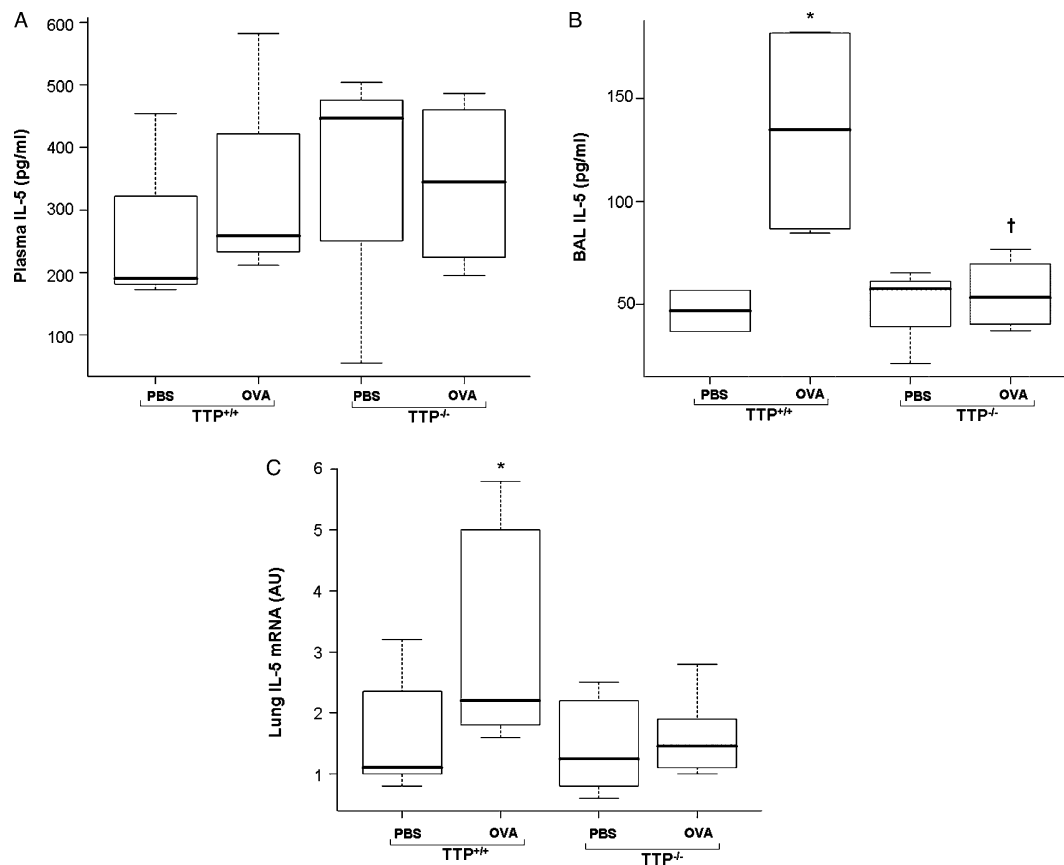 A
Plasma IL-5 (pg/ml)
600
500
400
300
200
100
PBS OVA PBS OVA
TTP+/+ TTP-/-
B
BAL IL-5 (pg/ml)
150
100
50
*
†
PBS OVA PBS OVA
TTP+/+ TTP-/-
C
Lung IL-5 mRNA (AU)
6
5
4
3
2
1
*
PBS OVA PBS OVA
TTP+/+ TTP-/-